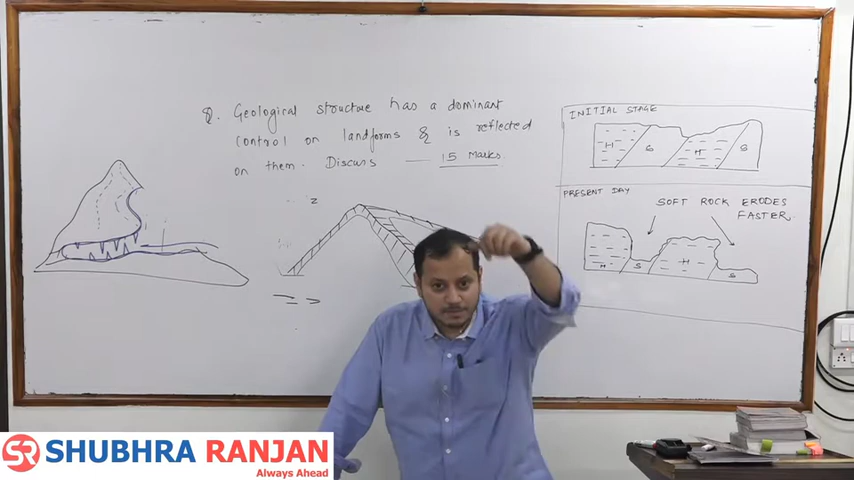 Q. Geological structure has a dominant
control on landforms & is reflected
on them. Discuss — 15 Marks.
INITIAL STAGE
H S H S
PRESENT DAY
SOFT ROCK ERODES
FASTER.
H S H S
SR SHUBHRA RANJAN
Always Ahead